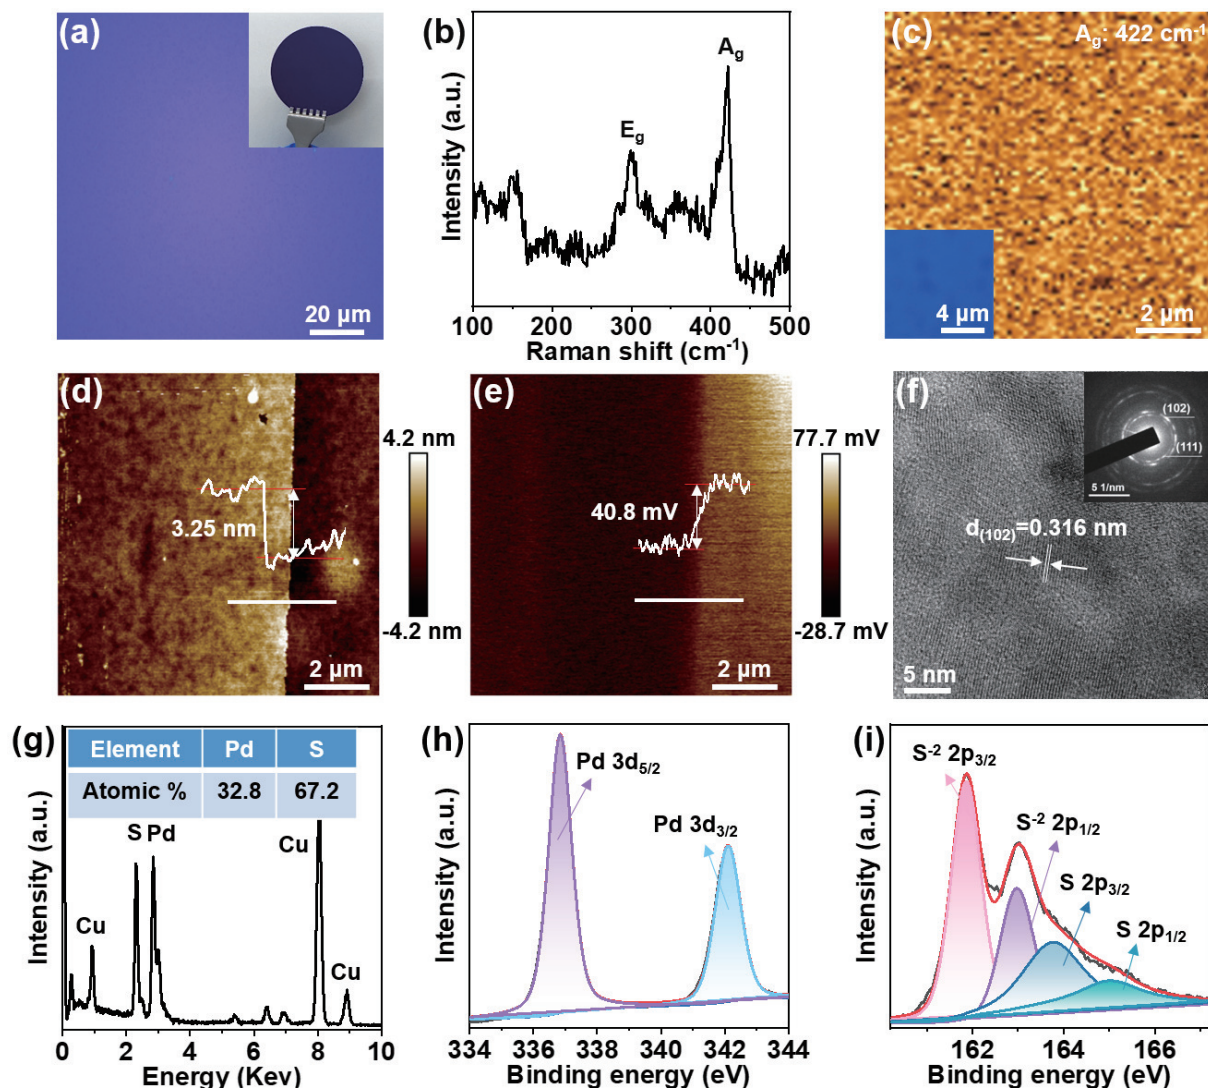 (a)
20 μm
(b)
Intensity (a.u.)
E_g
A_g
100 200 300 400 500
Raman shift (cm⁻¹)
(c)
A_g: 422 cm⁻¹
4 μm
2 μm
(d)
3.25 nm
2 μm
4.2 nm
-4.2 nm
(e)
40.8 mV
2 μm
77.7 mV
-28.7 mV
(f)
(102)
(111)
5 1/nm
d₍₁₀₂₎=0.316 nm
5 nm
(g)
Element Pd S
Atomic % 32.8 67.2
Intensity (a.u.)
Cu
S Pd
Cu
Cu
0 2 4 6 8 10
Energy (Kev)
(h)
Intensity (a.u.)
Pd 3d₅/₂
Pd 3d₃/₂
334 336 338 340 342 344
Binding energy (eV)
(i)
Intensity (a.u.)
S⁻² 2p₃/₂
S⁻² 2p₁/₂
S 2p₃/₂
S 2p₁/₂
162 164 166
Binding energy (eV)